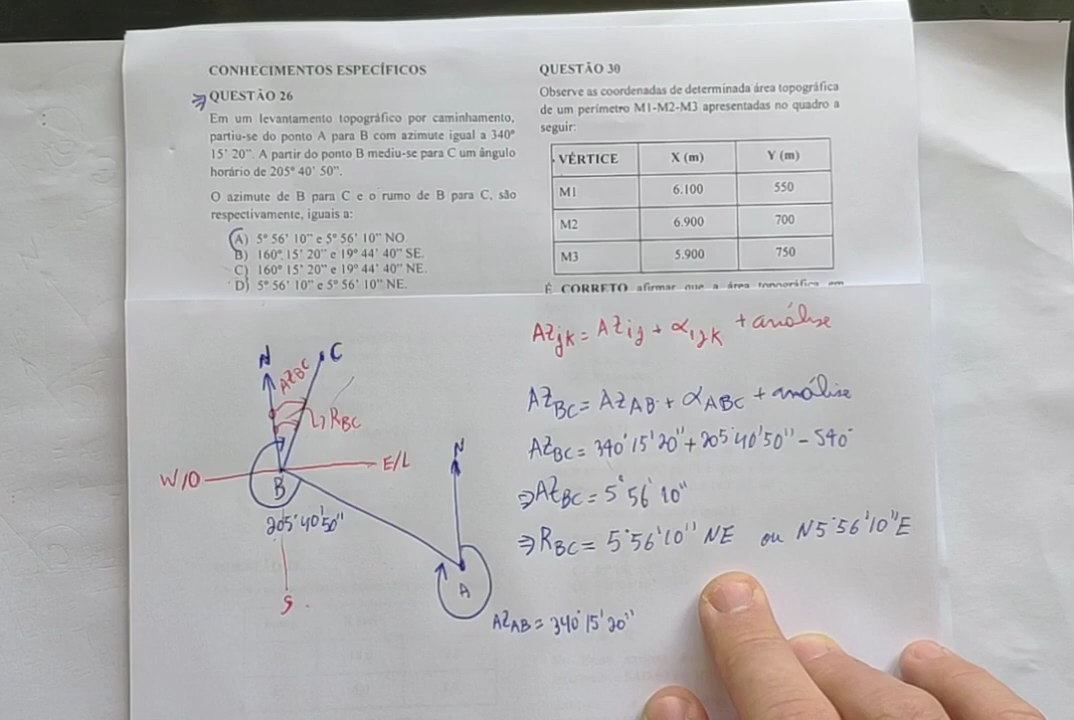 CONHECIMENTOS ESPECÍFICOS
QUESTÃO 26
Em um levantamento topográfico por caminhamento,
partiu-se do ponto A para B com azimute igual a 340°
15' 20". A partir do ponto B mediu-se para C um ângulo
horário de 205° 40' 50".
O azimute de B para C e o rumo de B para C, são
respectivamente, iguais a:
A) 5° 56' 10" e 5° 56' 10" NO.
B) 160° 15' 20" e 19° 44' 40" SE.
C) 160° 15' 20" e 19° 44' 40" NE.
D) 5° 56' 10" e 5° 56' 10" NE.
QUESTÃO 30
Observe as coordenadas de determinada área topográfica
de um perímetro M1-M2-M3 apresentadas no quadro a
seguir:
VÉRTICE X (m) Y (m)
M1 6.100 550
M2 6.900 700
M3 5.900 750
É CORRETO afirmar que a área topográfica em
N
C
AZBC
RBC
W/O
E/L
B
205°40'50"
S
N
A
AZAB = 340°15'20"
AZjk = AZij + αijk + análise
AZBC = AZAB + αABC + análise
AZBC = 340°15'20" + 205°40'50" - 540°
⇒ AZBC = 5°56'10"
⇒ RBC = 5°56'10" NE ou N5°56'10"E